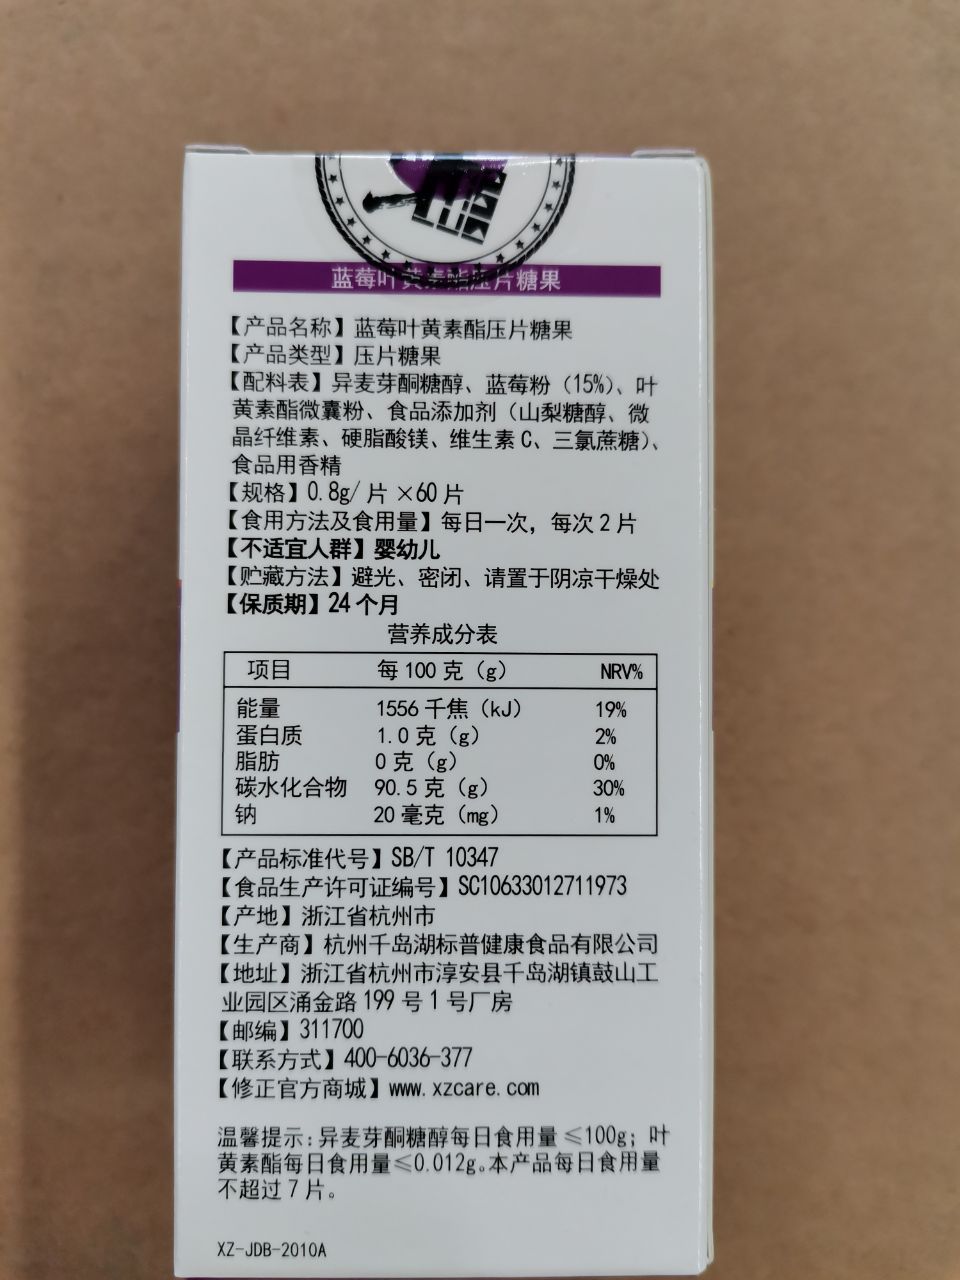 蓝莓叶黄素酯压片糖果
【产品名称】蓝莓叶黄素酯压片糖果
【产品类型】压片糖果
【配料表】异麦芽酮糖醇、蓝莓粉（15%）、叶
黄素酯微囊粉、食品添加剂（山梨糖醇、微
晶纤维素、硬脂酸镁、维生素C、三氯蔗糖）、
食品用香精
【规格】0.8g/片×60片
【食用方法及食用量】每日一次，每次2片
【不适宜人群】婴幼儿
【贮藏方法】避光、密闭、请置于阴凉干燥处
【保质期】24个月
营养成分表
项目 每100克（g） NRV%
能量 1556千焦（kJ） 19%
蛋白质 1.0克（g） 2%
脂肪 0克（g） 0%
碳水化合物 90.5克（g） 30%
钠 20毫克（mg） 1%
【产品标准代号】SB/T 10347
【食品生产许可证编号】SC10633012711973
【产地】浙江省杭州市
【生产商】杭州千岛湖标普健康食品有限公司
【地址】浙江省杭州市淳安县千岛湖镇鼓山工
业园区涌金路199号1号厂房
【邮编】311700
【联系方式】400-6036-377
【修正官方商城】www.xzcare.com
温馨提示：异麦芽酮糖醇每日食用量≤100g；叶
黄素酯每日食用量≤0.012g。本产品每日食用量
不超过7片。
XZ-JDB-2010A